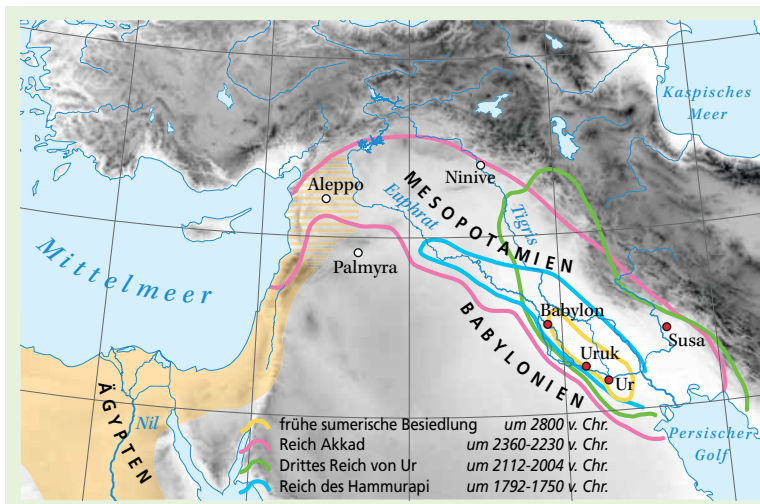 Kaspisches
Meer
Ninive
Aleppo
MESOPOTAMIEN
Euphrat
Tigris
Mittelmeer
Palmyra
Babylon
Susa
BABYLONIEN
Uruk
Ur
ÄGYPTEN
Nil
Persischer
Golf
frühe sumerische Besiedlung um 2800 v. Chr.
Reich Akkad um 2360-2230 v. Chr.
Drittes Reich von Ur um 2112-2004 v. Chr.
Reich des Hammurapi um 1792-1750 v. Chr.